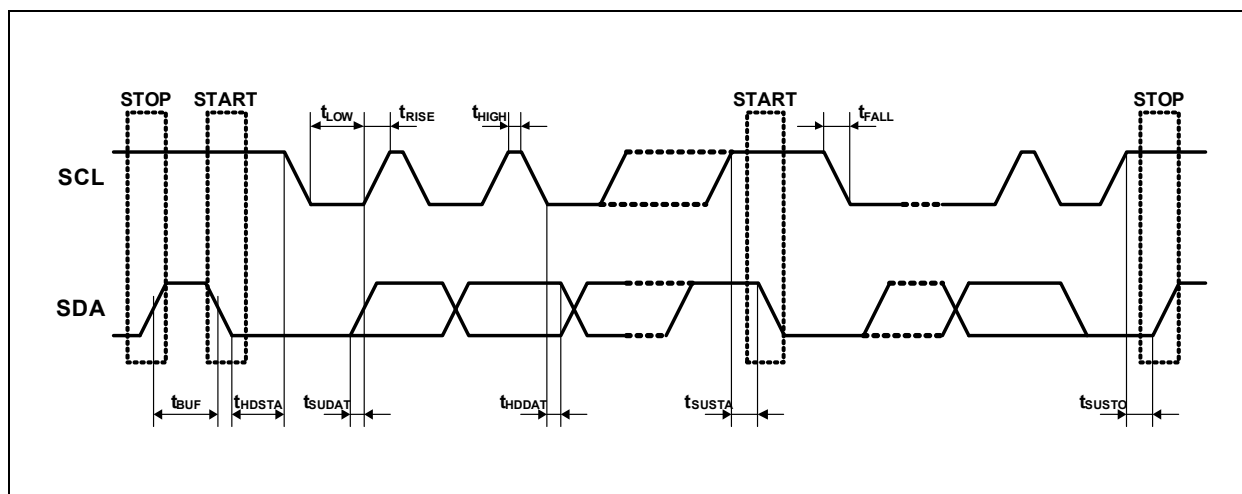 STOP START START STOP
tLOW tRISE tHIGH tFALL
SCL
SDA
tBUF tHDSTA tSUDAT tHDDAT tSUSTA tSUSTO